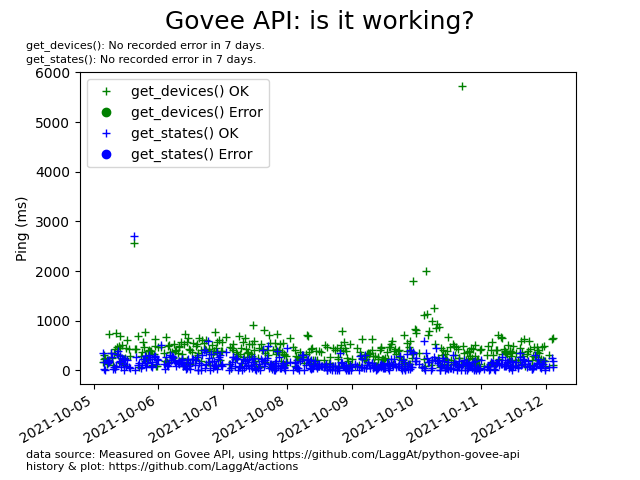 Govee API: is it working?
get_devices(): No recorded error in 7 days.
get_states(): No recorded error in 7 days.
get_devices() OK
get_devices() Error
get_states() OK
get_states() Error
Ping (ms)
6000
5000
4000
3000
2000
1000
0
2021-10-05
2021-10-06
2021-10-07
2021-10-08
2021-10-09
2021-10-10
2021-10-11
2021-10-12
data source: Measured on Govee API, using https://github.com/LaggAt/python-govee-api
history & plot: https://github.com/LaggAt/actions